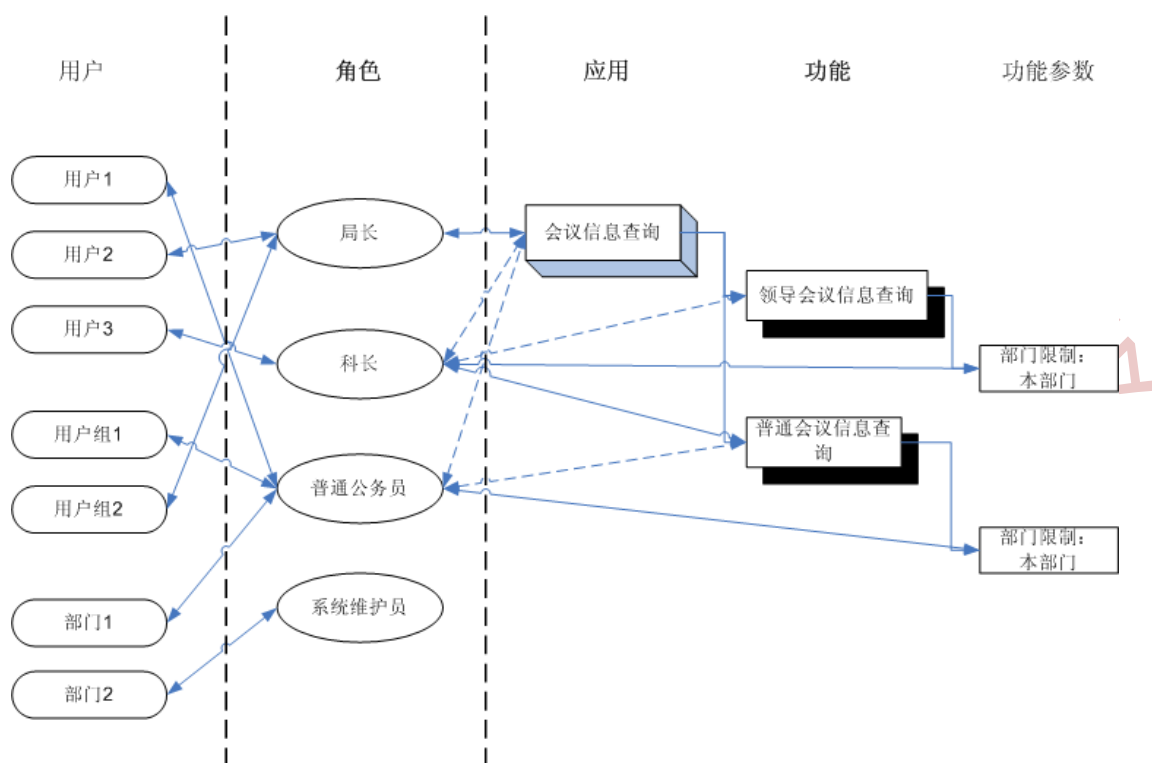 用户
角色
应用
功能
功能参数
用户1
用户2
用户3
用户组1
用户组2
部门1
部门2
局长
科长
普通公务员
系统维护员
会议信息查询
领导会议信息查询
普通会议信息查
询
部门限制：
本部门
部门限制：
本部门
1